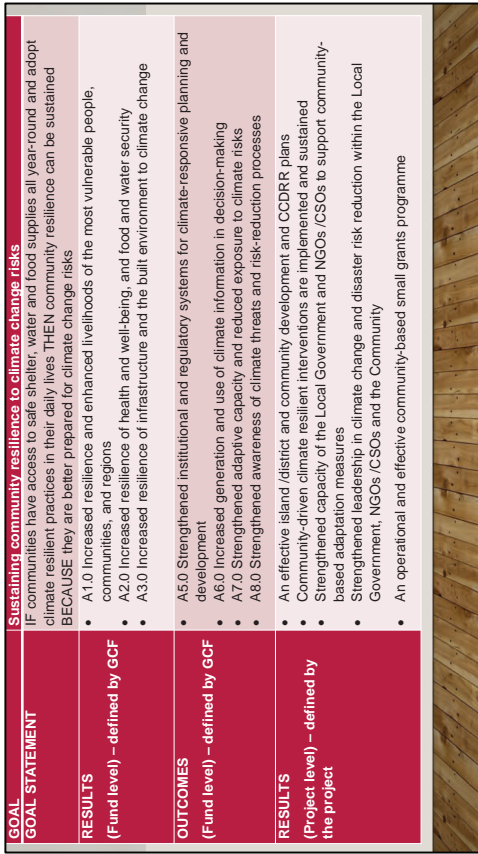 GOAL
Sustaining community resilience to climate change risks
GOAL STATEMENT
IF communities have access to safe shelter, water and food supplies all year-round and adopt
climate resilient practices in their daily lives THEN community resilience can be sustained
BECAUSE they are better prepared for climate change risks
RESULTS
(Fund level) – defined by GCF
• A1.0 Increased resilience and enhanced livelihoods of the most vulnerable people,
communities, and regions
• A2.0 Increased resilience of health and well-being, and food and water security
• A3.0 Increased resilience of infrastructure and the built environment to climate change
OUTCOMES
(Fund level) – defined by GCF
• A5.0 Strengthened institutional and regulatory systems for climate-responsive planning and
development
• A6.0 Increased generation and use of climate information in decision-making
• A7.0 Strengthened adaptive capacity and reduced exposure to climate risks
• A8.0 Strengthened awareness of climate threats and risk-reduction processes
RESULTS
(Project level) – defined by
the project
• An effective island /district and community development and CCDRR plans
• Community-driven climate resilient interventions are implemented and sustained
• Strengthened capacity of the Local Government and NGOs /CSOs to support community-
based adaptation measures
• Strengthened leadership in climate change and disaster risk reduction within the Local
Government, NGOs /CSOs and the Community
• An operational and effective community-based small grants programme